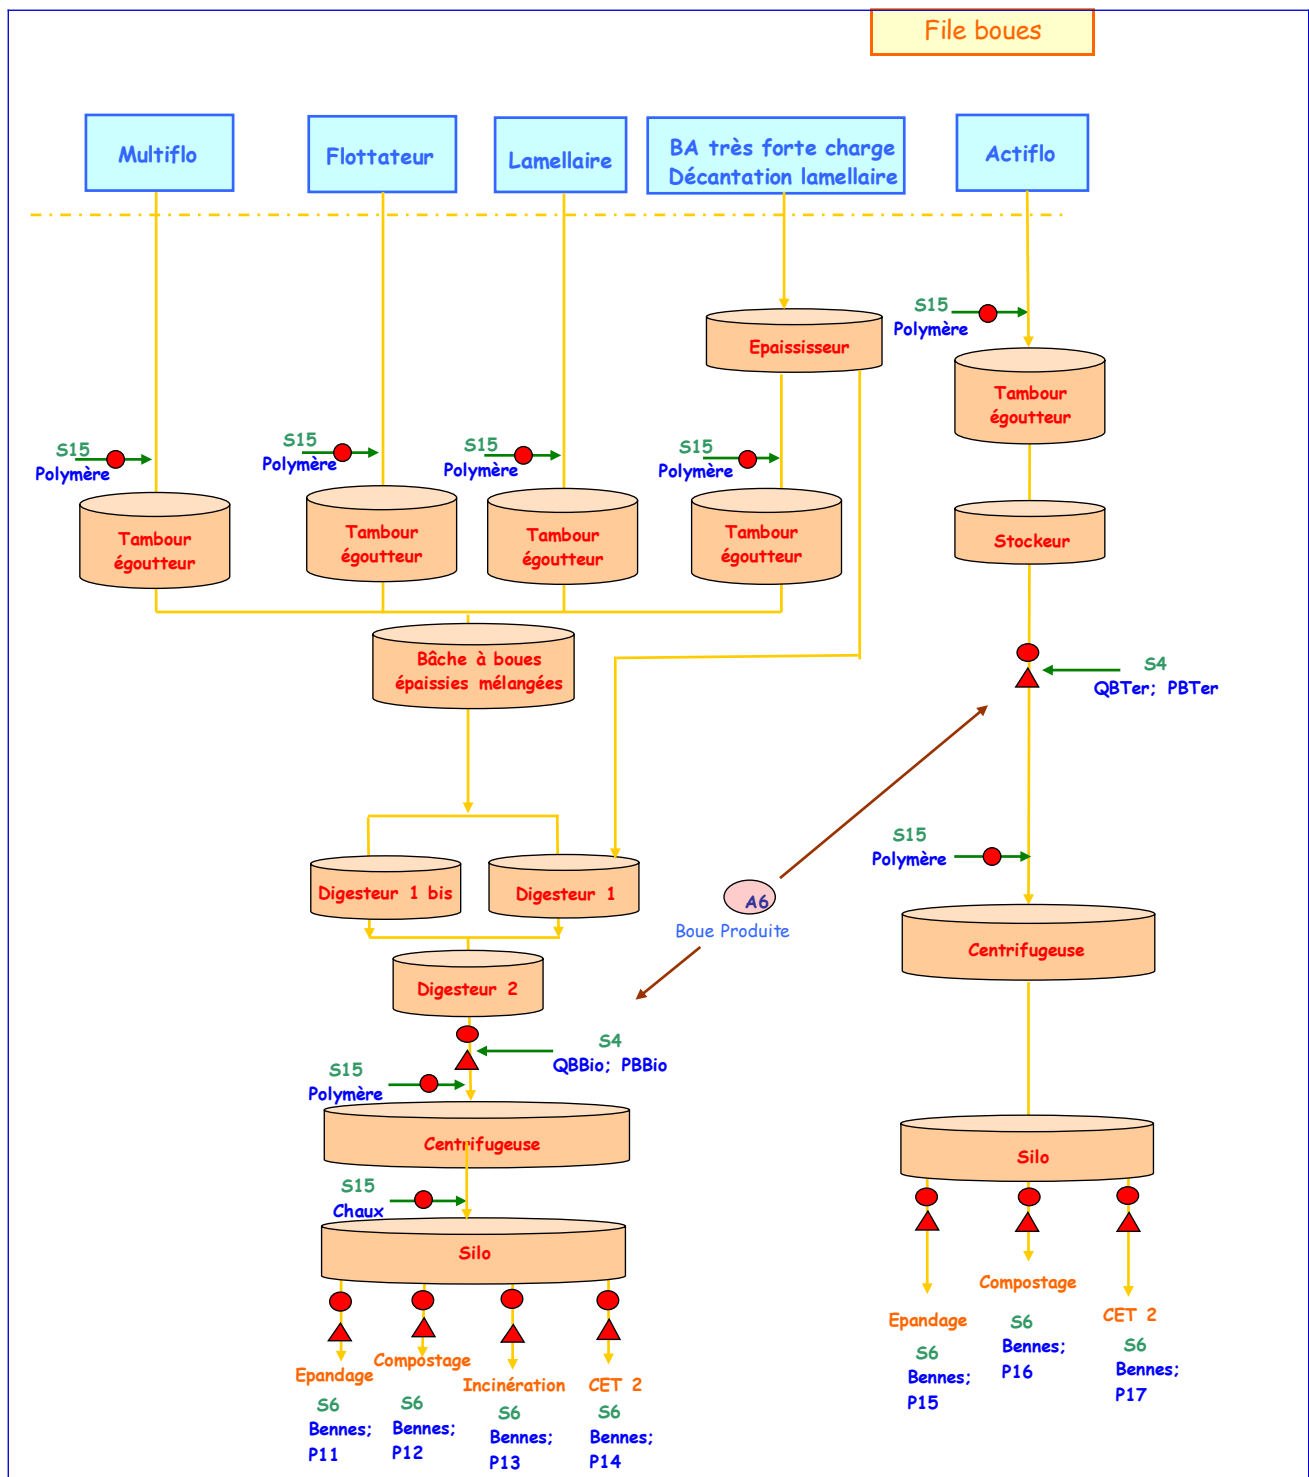 File boues
Multiflo
Flottateur
Lamellaire
BA très forte charge
Décantation lamellaire
Actiflo
S15
Polymère
Epaississeur
Tambour
égoutteur
S15
Polymère
S15
Polymère
S15
Polymère
S15
Polymère
Tambour
égoutteur
Tambour
égoutteur
Tambour
égoutteur
Tambour
égoutteur
Stockeur
Bâche à boues
épaissies mélangées
S4
QBTer; PBTer
S15
Polymère
Digesteur 1 bis
Digesteur 1
A6
Boue Produite
Centrifugeuse
Digesteur 2
S4
QBBio; PBBio
S15
Polymère
Centrifugeuse
Silo
S15
Chaux
Silo
Epandage
S6
Bennes;
P15
Compostage
S6
Bennes;
P16
CET 2
S6
Bennes;
P17
Epandage
S6
Bennes;
P11
Compostage
S6
Bennes;
P12
Incinération
S6
Bennes;
P13
CET 2
S6
Bennes;
P14